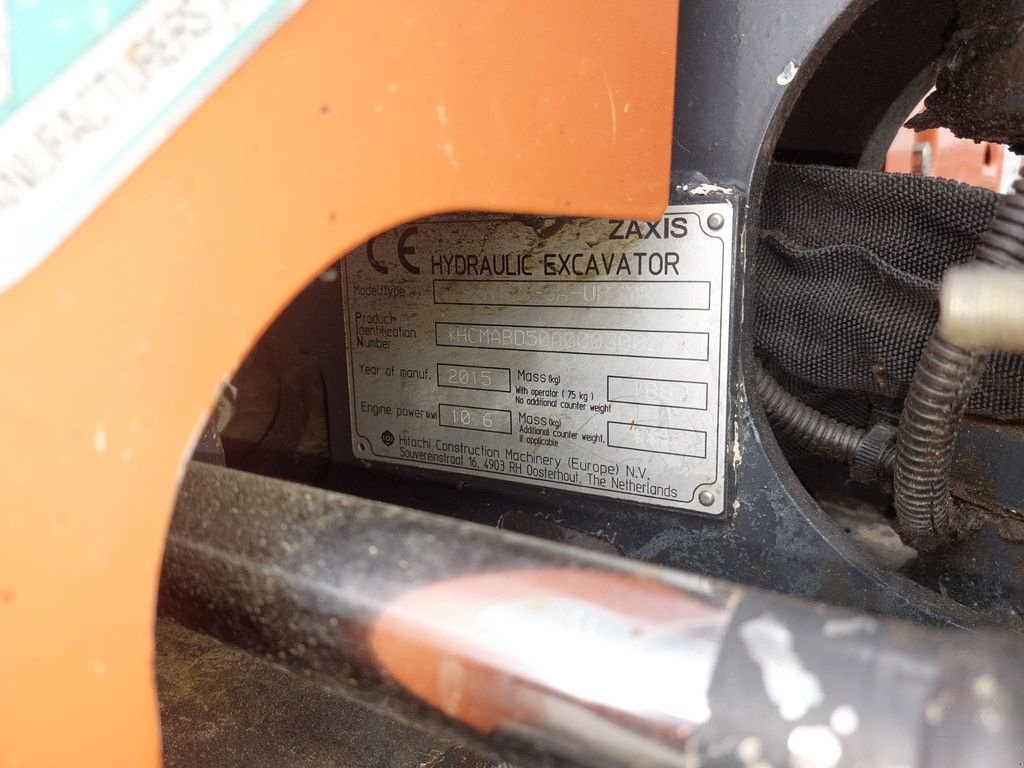 MANUFACTURERS
ZAXIS
CE HYDRAULIC EXCAVATOR
Model/type
Product
Identification
Number
Year of manuf. 2015 Mass(kg) 1880
With operator (75 kg)
No additional counter weight
Engine power(kW) 10.6 Mass(kg) ***
Additional counter weight,
if applicable
Hitachi Construction Machinery (Europe) N.V.
Souvereinstraat 16, 4903 RH Oosterhout, The Netherlands